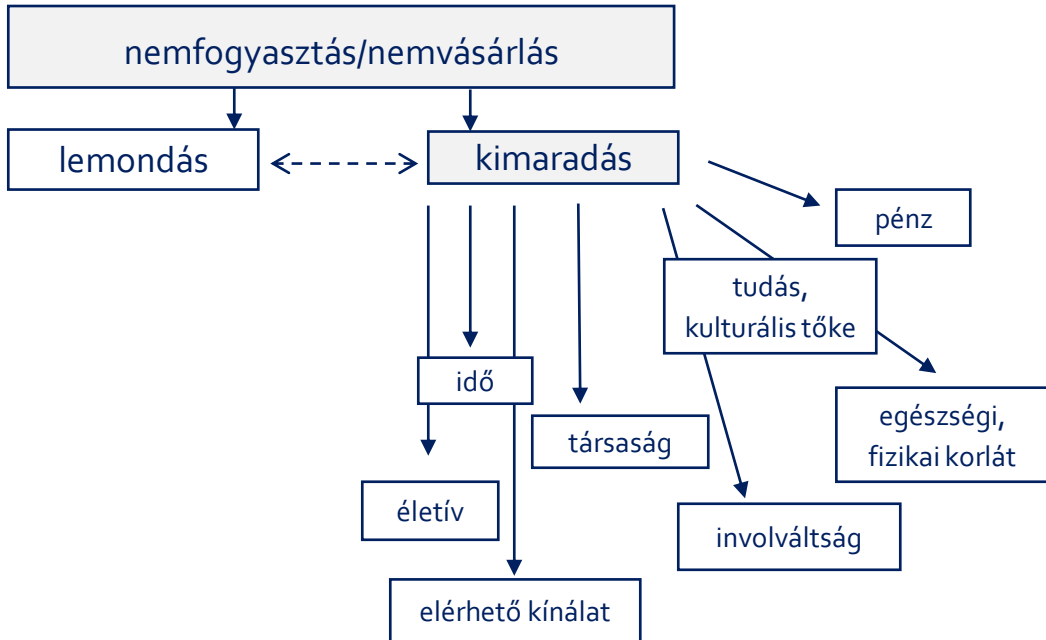 nemfogyasztás/nemvásárlás
lemondás
kimaradás
pénz
tudás,
kulturális tőke
idő
egészségi,
fizikai korlát
társaság
életív
involváltság
elérhető kínálat